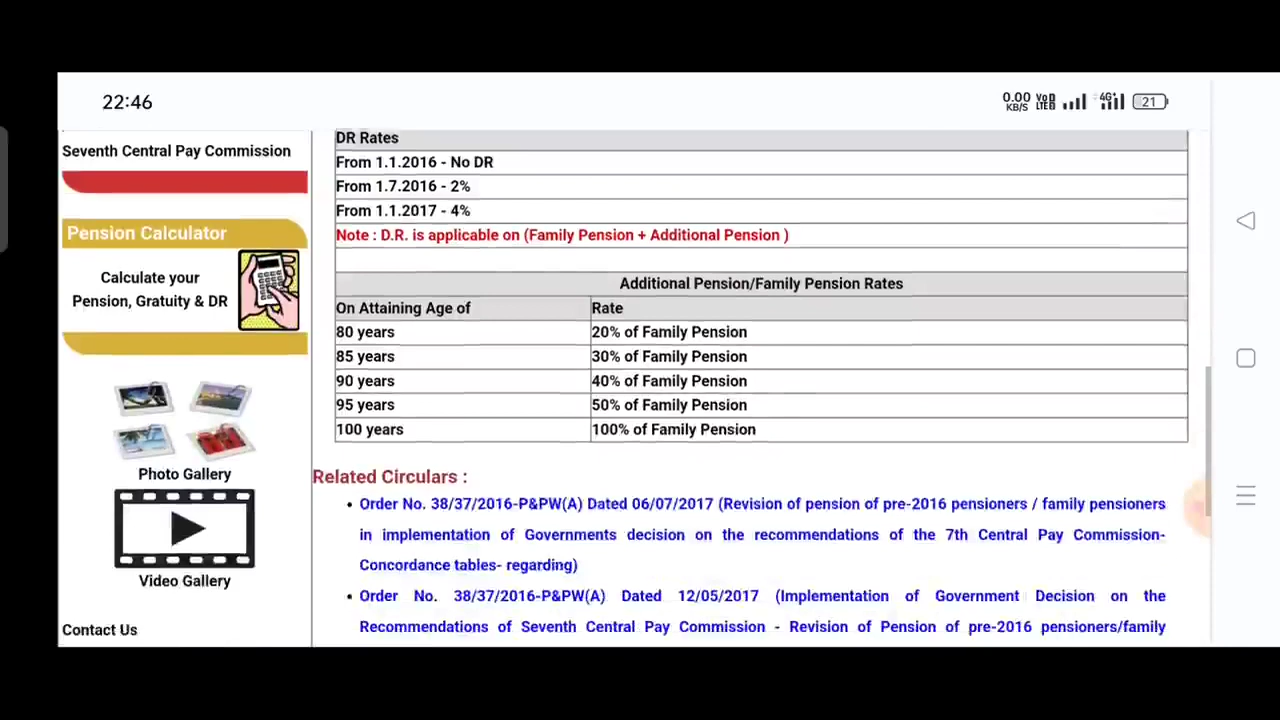 22:46
0.00 KB/S VoD LTED 4G+ 21
Seventh Central Pay Commission
Pension Calculator
Calculate your
Pension, Gratuity & DR
Photo Gallery
Video Gallery
Contact Us
DR Rates
From 1.1.2016 - No DR
From 1.7.2016 - 2%
From 1.1.2017 - 4%
Note : D.R. is applicable on (Family Pension + Additional Pension )
Additional Pension/Family Pension Rates
On Attaining Age of Rate
80 years 20% of Family Pension
85 years 30% of Family Pension
90 years 40% of Family Pension
95 years 50% of Family Pension
100 years 100% of Family Pension
Related Circulars :
• Order No. 38/37/2016-P&PW(A) Dated 06/07/2017 (Revision of pension of pre-2016 pensioners / family pensioners
in implementation of Governments decision on the recommendations of the 7th Central Pay Commission-
Concordance tables- regarding)
• Order No. 38/37/2016-P&PW(A) Dated 12/05/2017 (Implementation of Government Decision on the
Recommendations of Seventh Central Pay Commission - Revision of Pension of pre-2016 pensioners/family